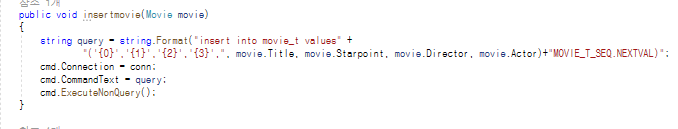 참조 1개
public void insertmovie(Movie movie)
{
string query = string.Format("insert into movie_t values" +
"('{0}','{1}','{2}','{3}',", movie.Title, movie.Starpoint, movie.Director, movie.Actor)+"MOVIE_T_SEQ.NEXTVAL)";
cmd.Connection = conn;
cmd.CommandText = query;
cmd.ExecuteNonQuery();
}